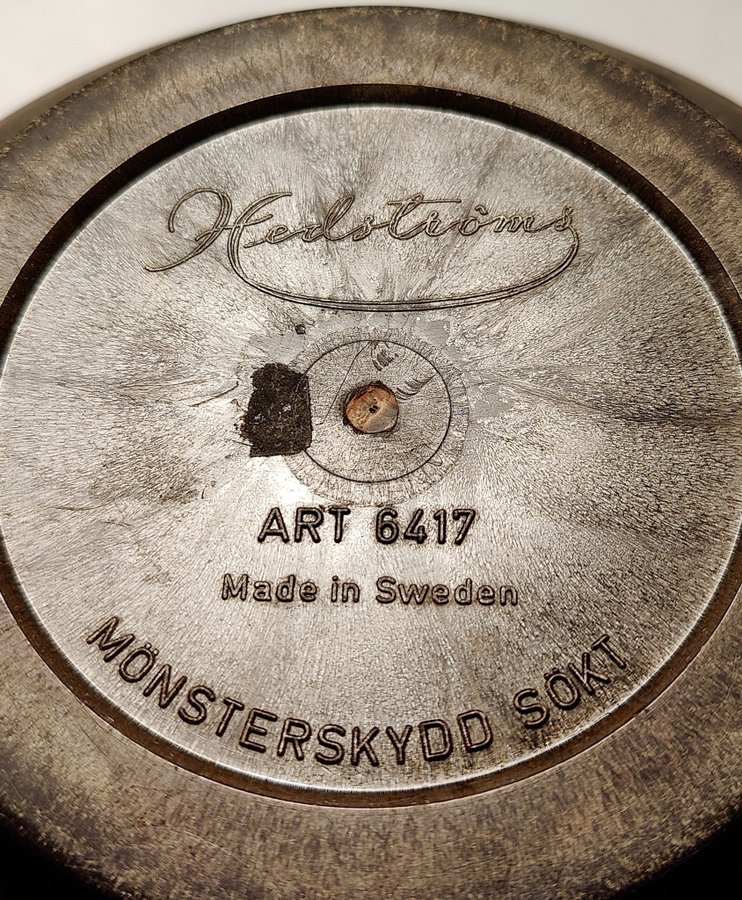 Hedströms
ART 6417
Made in Sweden
MÖNSTERSKYDD SÖKT